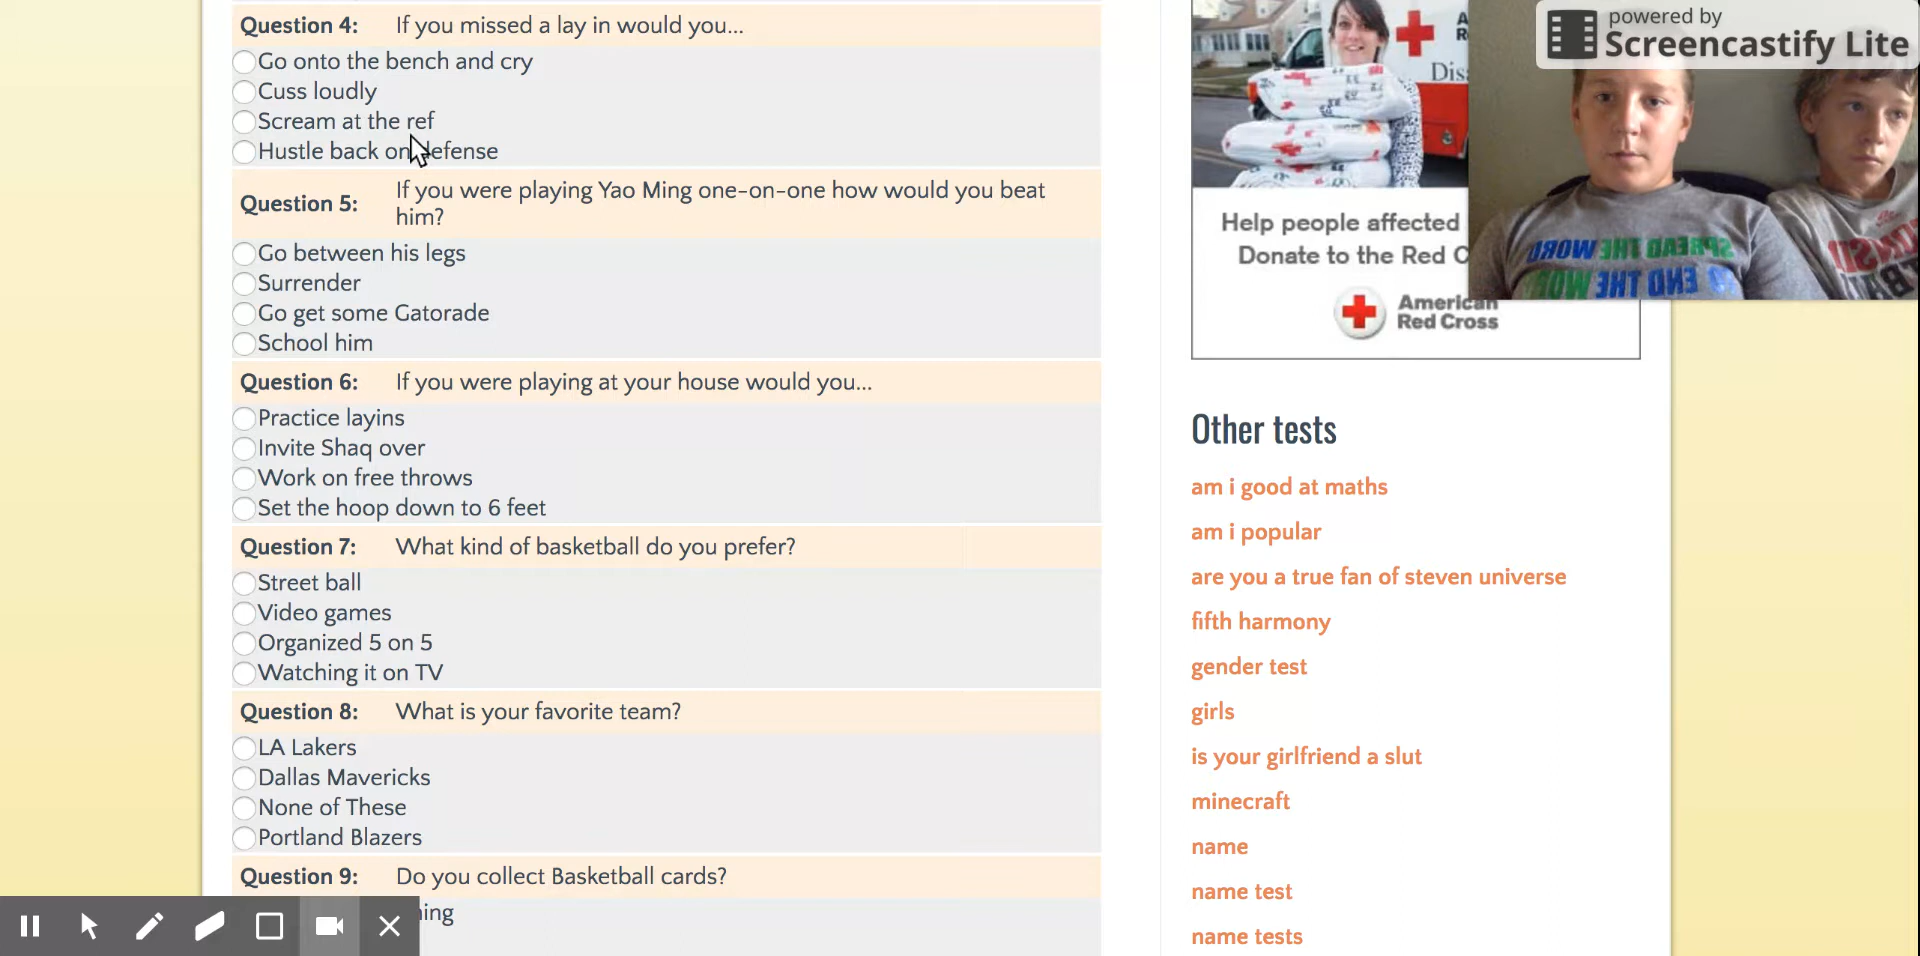 Question 4: If you missed a lay in would you...
Go onto the bench and cry
Cuss loudly
Scream at the ref
Hustle back on defense
Question 5: If you were playing Yao Ming one-on-one how would you beat
him?
Go between his legs
Surrender
Go get some Gatorade
School him
Question 6: If you were playing at your house would you...
Practice layins
Invite Shaq over
Work on free throws
Set the hoop down to 6 feet
Question 7: What kind of basketball do you prefer?
Street ball
Video games
Organized 5 on 5
Watching it on TV
Question 8: What is your favorite team?
LA Lakers
Dallas Mavericks
None of These
Portland Blazers
Question 9: Do you collect Basketball cards?
powered by
Screencastify Lite
Help people affected
Donate to the Red C
American
Red Cross
SPREAD THE WORD
TO END THE WORD
Other tests
am i good at maths
am i popular
are you a true fan of steven universe
fifth harmony
gender test
girls
is your girlfriend a slut
minecraft
name
name test
name tests